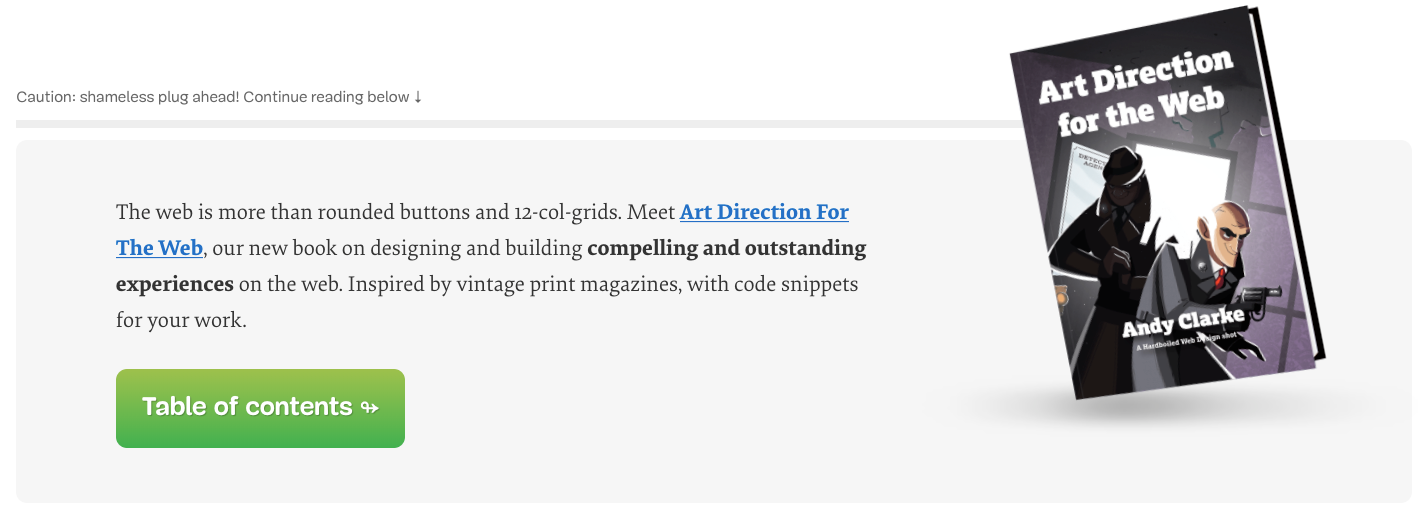 Caution: shameless plug ahead! Continue reading below ↓
Art Direction
for the Web
DETECT
AGEN
Andy Clarke
A Hardboiled Web Design shot
The web is more than rounded buttons and 12-col-grids. Meet Art Direction For
The Web, our new book on designing and building compelling and outstanding
experiences on the web. Inspired by vintage print magazines, with code snippets
for your work.
Table of contents ↬